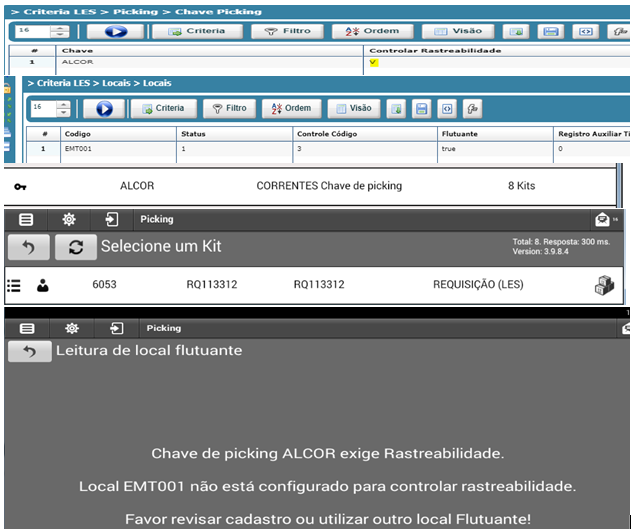 > Criteria LES > Picking > Chave Picking
16 Criteria Filtro Ordem Visão
# Chave Controlar Rastreabilidade
1 ALCOR V
> Criteria LES > Locais > Locais
16 Criteria Filtro Ordem Visão
# Codigo Status Controle Código Flutuante Registro Auxiliar Ti
1 EMT001 1 3 true 0
ALCOR CORRENTES Chave de picking 8 Kits
Picking 14
Selecione um Kit
Total: 8. Resposta: 300 ms.
Version: 3.9.8.4
6053 RQ113312 RQ113312 REQUISIÇÃO (LES)
1
Picking
Leitura de local flutuante
Chave de picking ALCOR exige Rastreabilidade.
Local EMT001 não está configurado para controlar rastreabilidade.
Favor revisar cadastro ou utilizar outro local Flutuante!